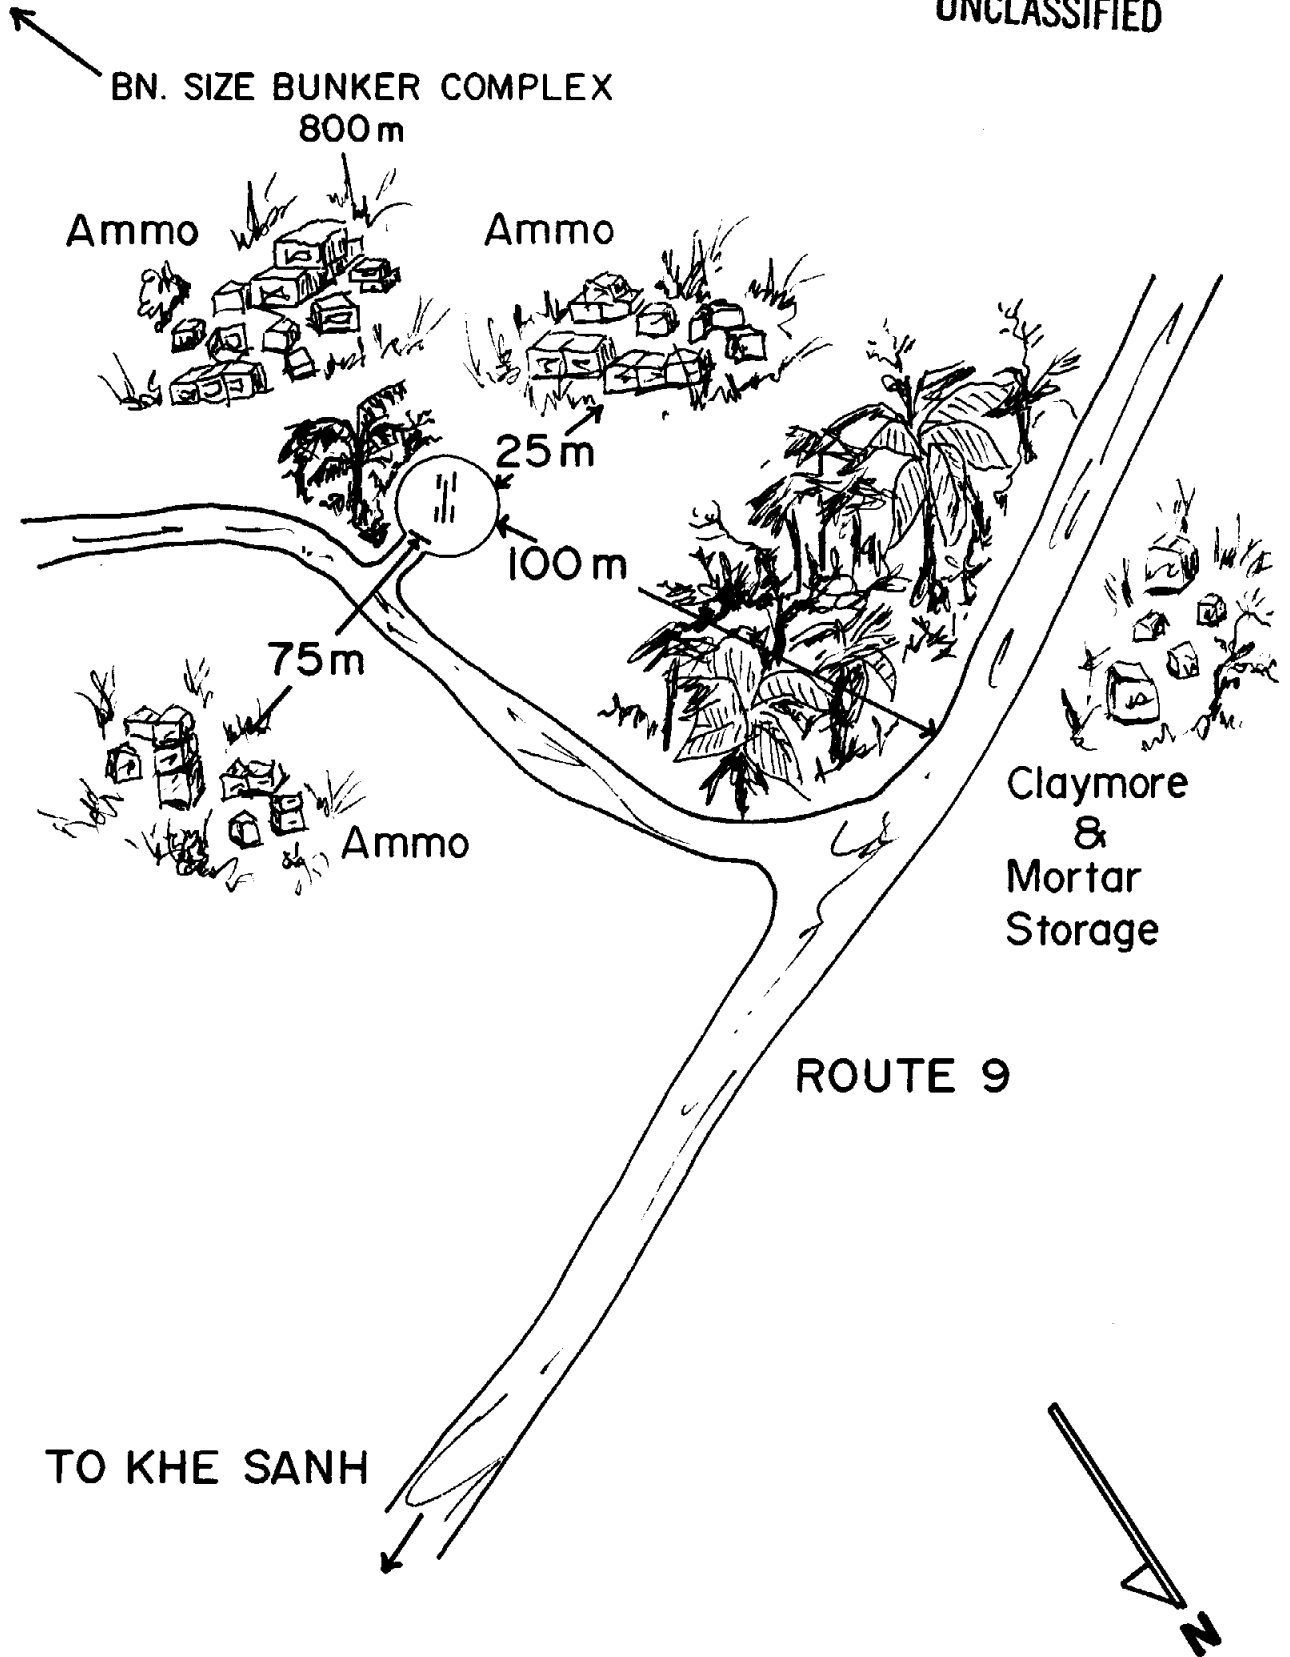 UNCLASSIFIED
BN. SIZE BUNKER COMPLEX
800m
Ammo
Ammo
25m
100m
75m
Ammo
Claymore
&
Mortar
Storage
ROUTE 9
TO KHE SANH
N